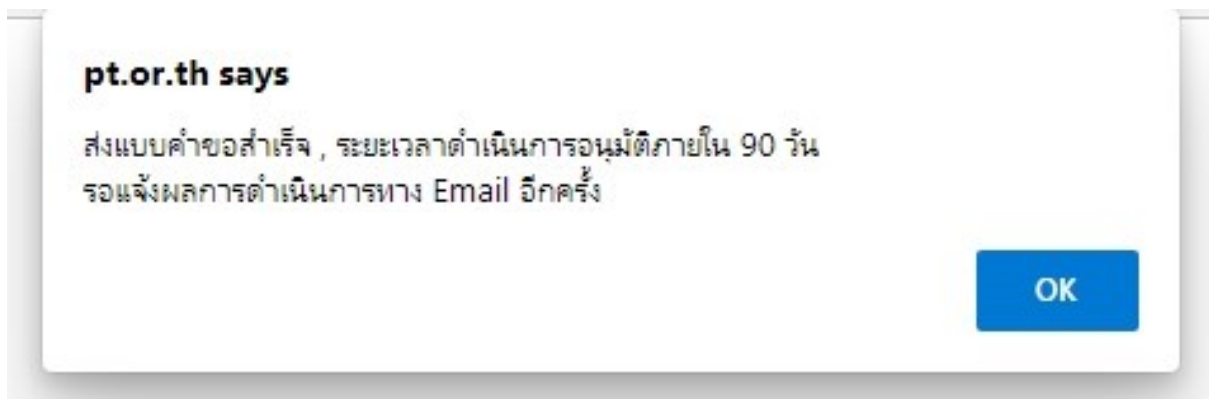 pt.or.th says
ส่งแบบคำขอสำเร็จ , ระยะเวลาดำเนินการอนุมัติภายใน 90 วัน
รอแจ้งผลการดำเนินการทาง Email อีกครั้ง
OK